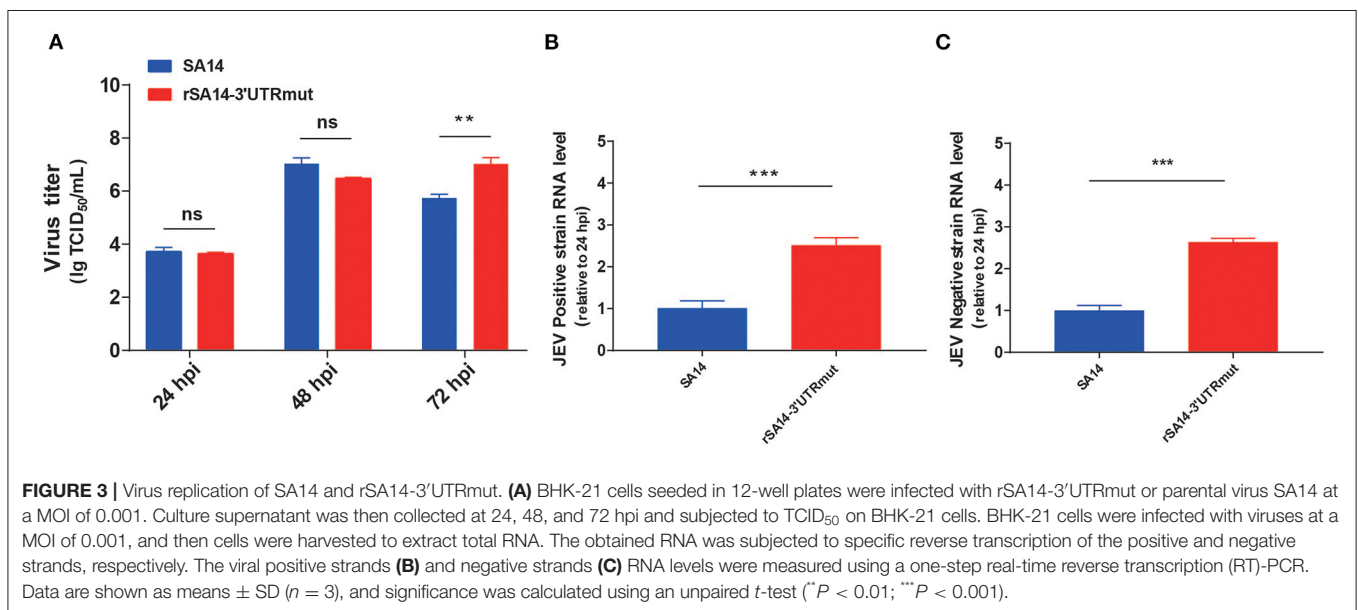 A
SA14
rSA14-3'UTRmut
Virus titer
(lg TCID50/mL)
10
8
6
4
2
0
ns
ns
**
24 hpi
48 hpi
72 hpi
B
JEV Positive strain RNA level
(relative to 24 hpi)
5
4
3
2
1
0
***
SA14
rSA14-3'UTRmut
C
JEV Negative strain RNA level
(relative to 24 hpi)
5
4
3
2
1
0
***
SA14
rSA14-3'UTRmut
FIGURE 3 | Virus replication of SA14 and rSA14-3′UTRmut. (A) BHK-21 cells seeded in 12-well plates were infected with rSA14-3′UTRmut or parental virus SA14 at
a MOI of 0.001. Culture supernatant was then collected at 24, 48, and 72 hpi and subjected to TCID50 on BHK-21 cells. BHK-21 cells were infected with viruses at a
MOI of 0.001, and then cells were harvested to extract total RNA. The obtained RNA was subjected to specific reverse transcription of the positive and negative
strands, respectively. The viral positive strands (B) and negative strands (C) RNA levels were measured using a one-step real-time reverse transcription (RT)-PCR.
Data are shown as means ± SD (n = 3), and significance was calculated using an unpaired t-test (**P < 0.01; ***P < 0.001).